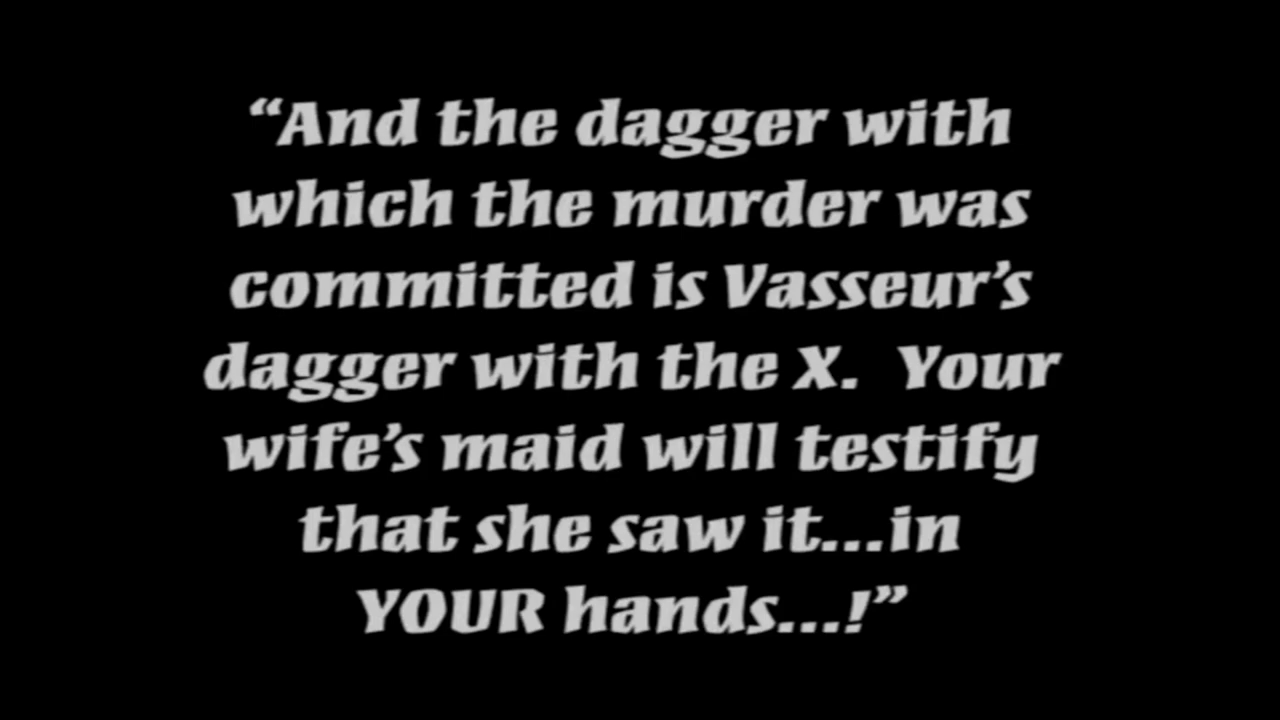 “And the dagger with
which the murder was
committed is Vasseur’s
dagger with the X.  Your
wife’s maid will testify
that she saw it...in
YOUR hands...!”